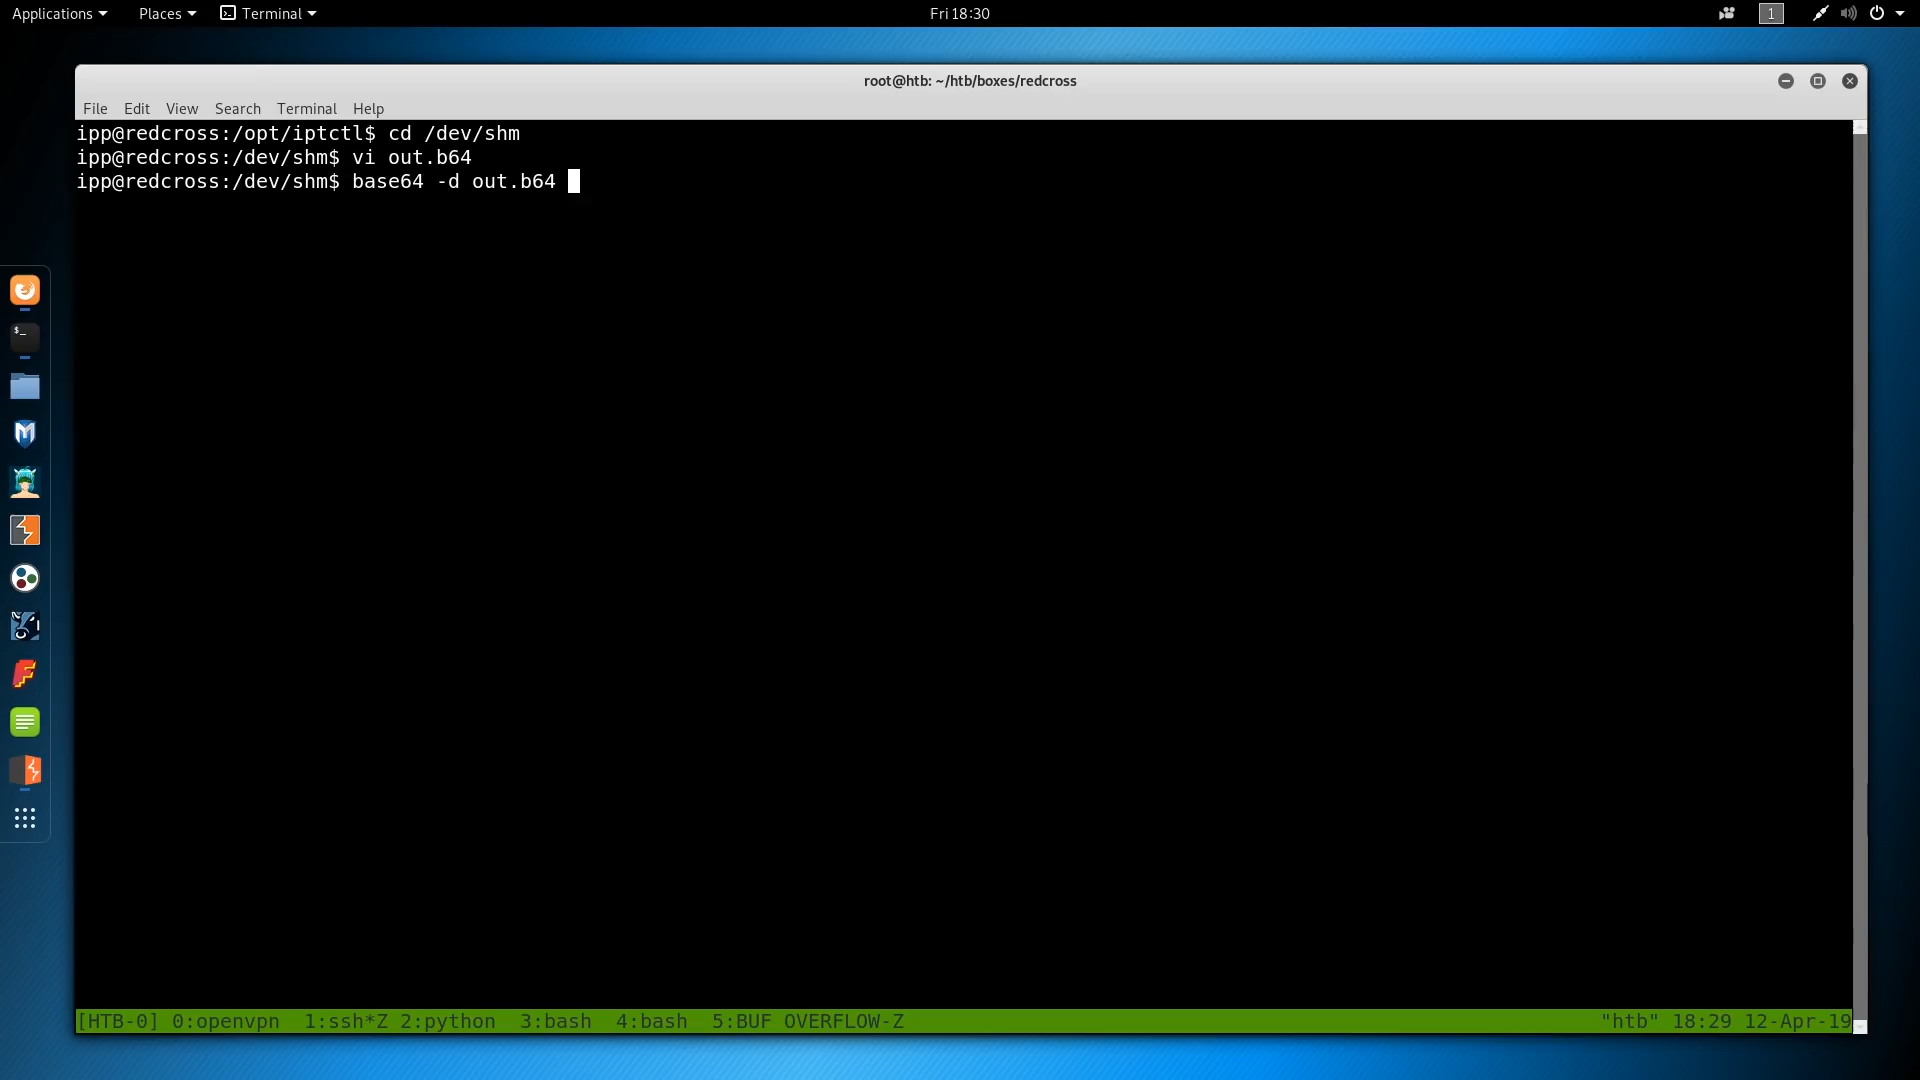 Applications Places Terminal Fri 18:30 1
root@htb: ~/htb/boxes/redcross
File Edit View Search Terminal Help
ipp@redcross:/opt/iptctl$ cd /dev/shm
ipp@redcross:/dev/shm$ vi out.b64
ipp@redcross:/dev/shm$ base64 -d out.b64
$_
[HTB-0] 0:openvpn  1:ssh*Z 2:python  3:bash  4:bash  5:BUF OVERFLOW-Z "htb" 18:29 12-Apr-19